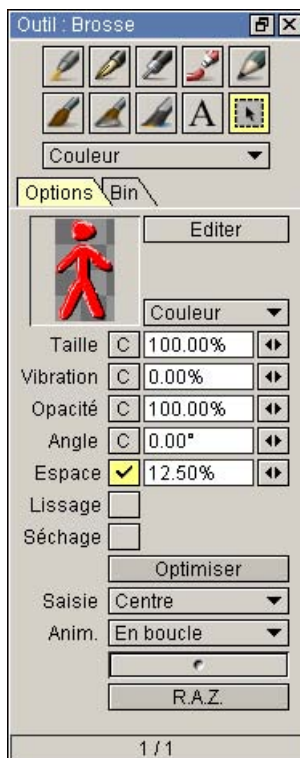 Outil : Brosse
A
Couleur
Options Bin
Editer
Couleur
Taille C 100.00%
Vibration C 0.00%
Opacité C 100.00%
Angle C 0.00°
Espace 12.50%
Lissage
Séchage
Optimiser
Saisie Centre
Anim. En boucle
R.A.Z.
1 / 1